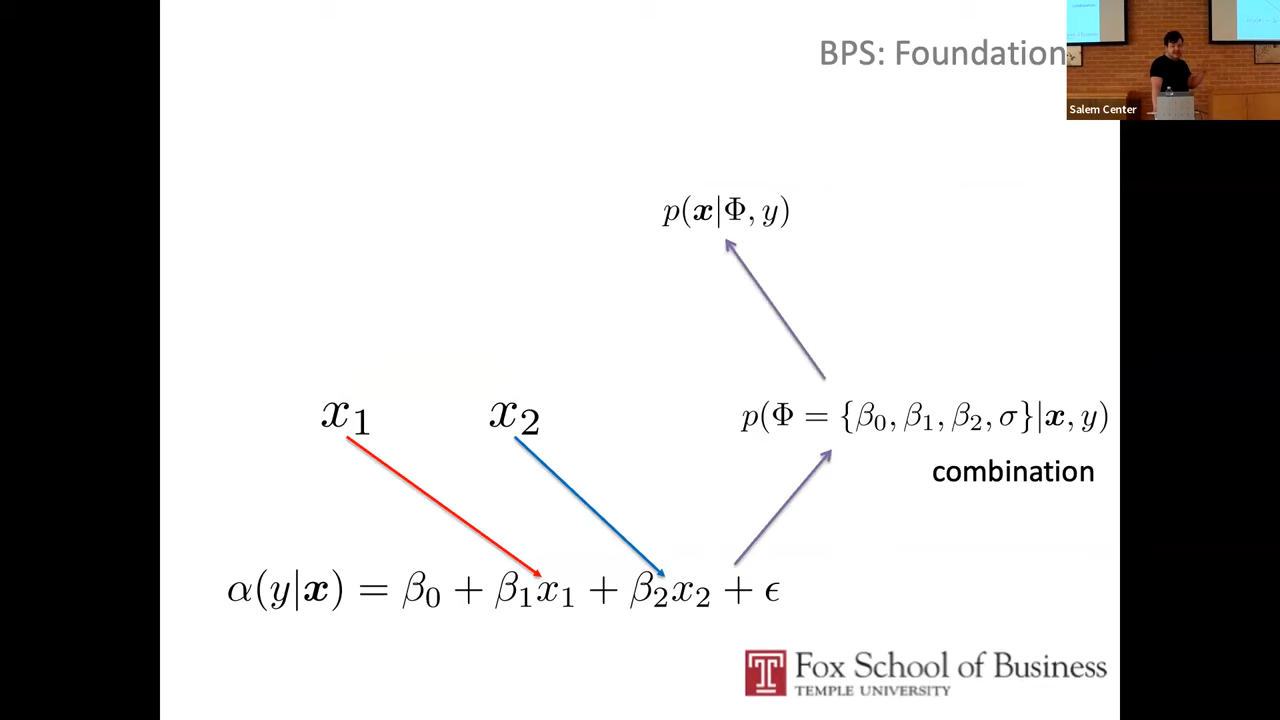 BPS: Foundation
Salem Center
p(x|Φ, y)
x₁ x₂
p(Φ = {β₀, β₁, β₂, σ}|x, y)
combination
α(y|x) = β₀ + β₁x₁ + β₂x₂ + ϵ
Fox School of Business
TEMPLE UNIVERSITY